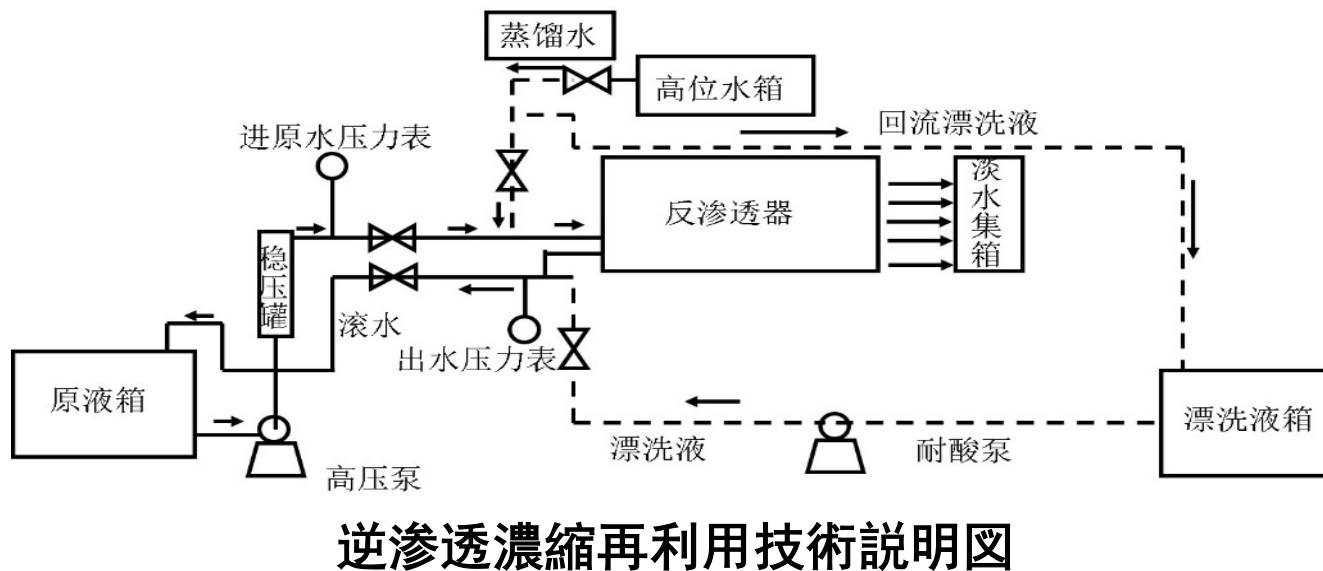 蒸馏水
高位水箱
进原水压力表
回流漂洗液
反渗透器
淡水集箱
稳压罐
滚水
出水压力表
原液箱
漂洗液箱
漂洗液
耐酸泵
高压泵
逆渗透濃縮再利用技術説明図